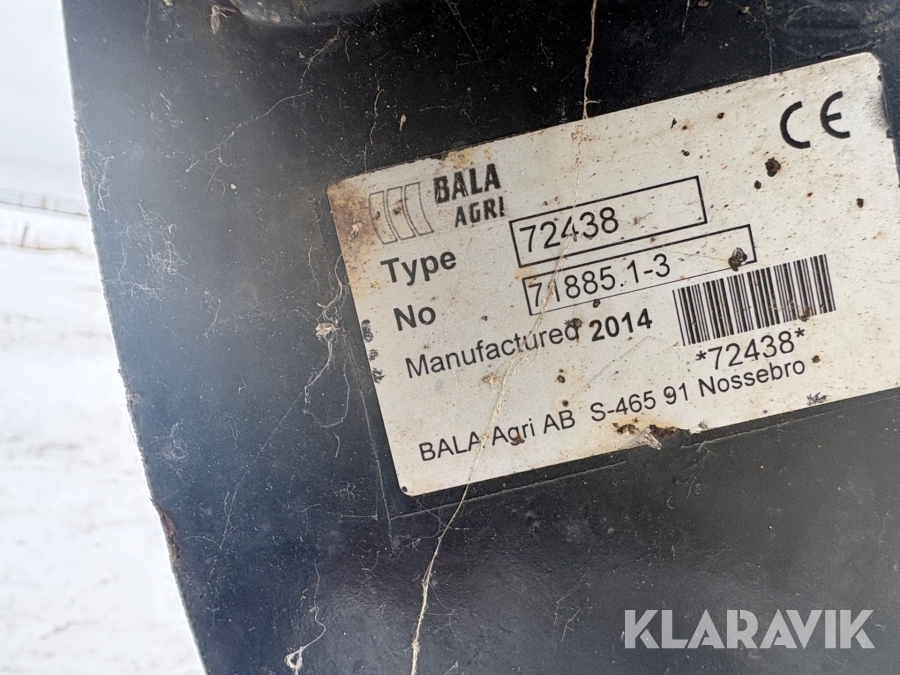 BALA
AGRI
CE
Type 72438
No 71885.1-3
Manufactured 2014
*72438*
BALA Agri AB S-465 91 Nossebro
KLARAVIK